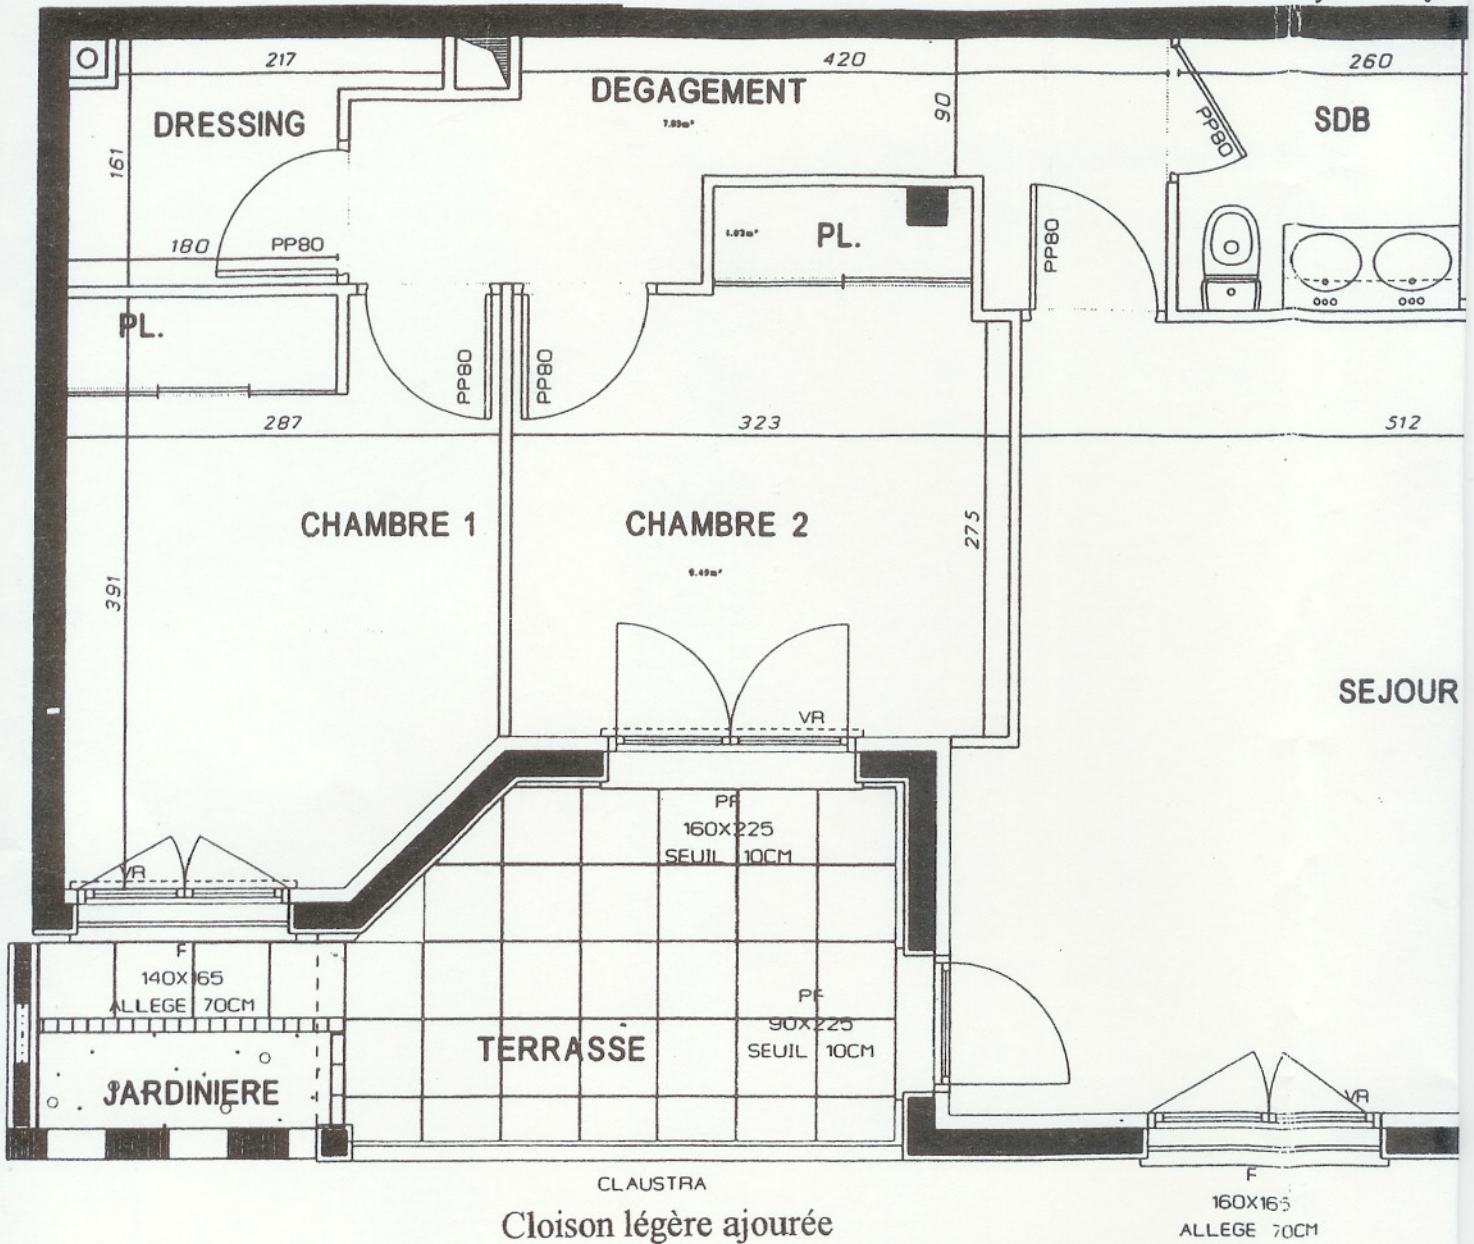 217
420
260
DEGAGEMENT
7.03m²
90
DRESSING
SDB
PP80
161
PL.
180
PP80
PP80
PL.
PP80
PP80
287
323
512
CHAMBRE 1
CHAMBRE 2
275
391
SEJOUR
VR
PF
160X225
SEUIL 10CM
VR
F
140X165
ALLEGE 70CM
PF
90X225
SEUIL 10CM
TERRASSE
JARDINIERE
VR
CLAUSTRA
Cloison légère ajourée
F
160X165
ALLEGE 70CM